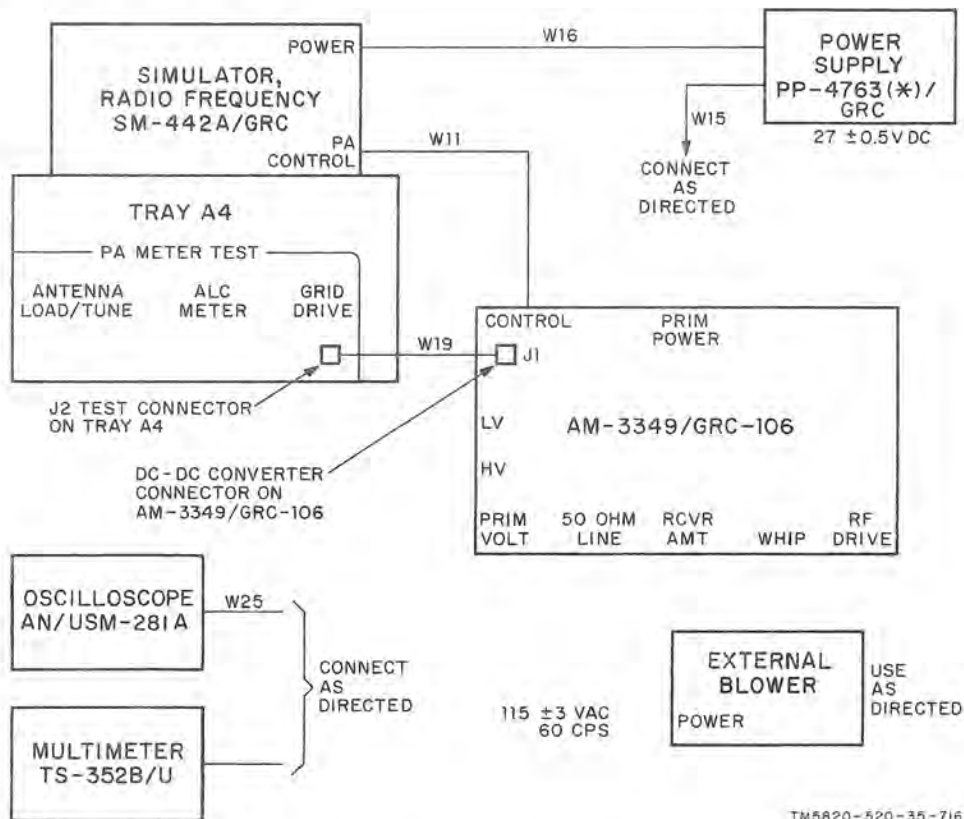 POWER
SIMULATOR,
RADIO FREQUENCY
SM-442A/GRC
PA
CONTROL
W16
POWER
SUPPLY
PP-4763(*)/
GRC
27 ±0.5V DC
W15
CONNECT
AS
DIRECTED
W11
TRAY A4
PA METER TEST
ANTENNA
LOAD/TUNE
ALC
METER
GRID
DRIVE
W19
J2 TEST CONNECTOR
ON TRAY A4
DC-DC CONVERTER
CONNECTOR ON
AM-3349/GRC-106
CONTROL
PRIM
POWER
J1
LV
AM-3349/GRC-106
HV
PRIM
VOLT
50 OHM
LINE
RCVR
AMT
WHIP
RF
DRIVE
OSCILLOSCOPE
AN/USM-281A
W25
MULTIMETER
TS-352B/U
CONNECT
AS
DIRECTED
115 ±3 VAC
60 CPS
EXTERNAL
BLOWER
POWER
USE
AS
DIRECTED
TM5820-520-35-716